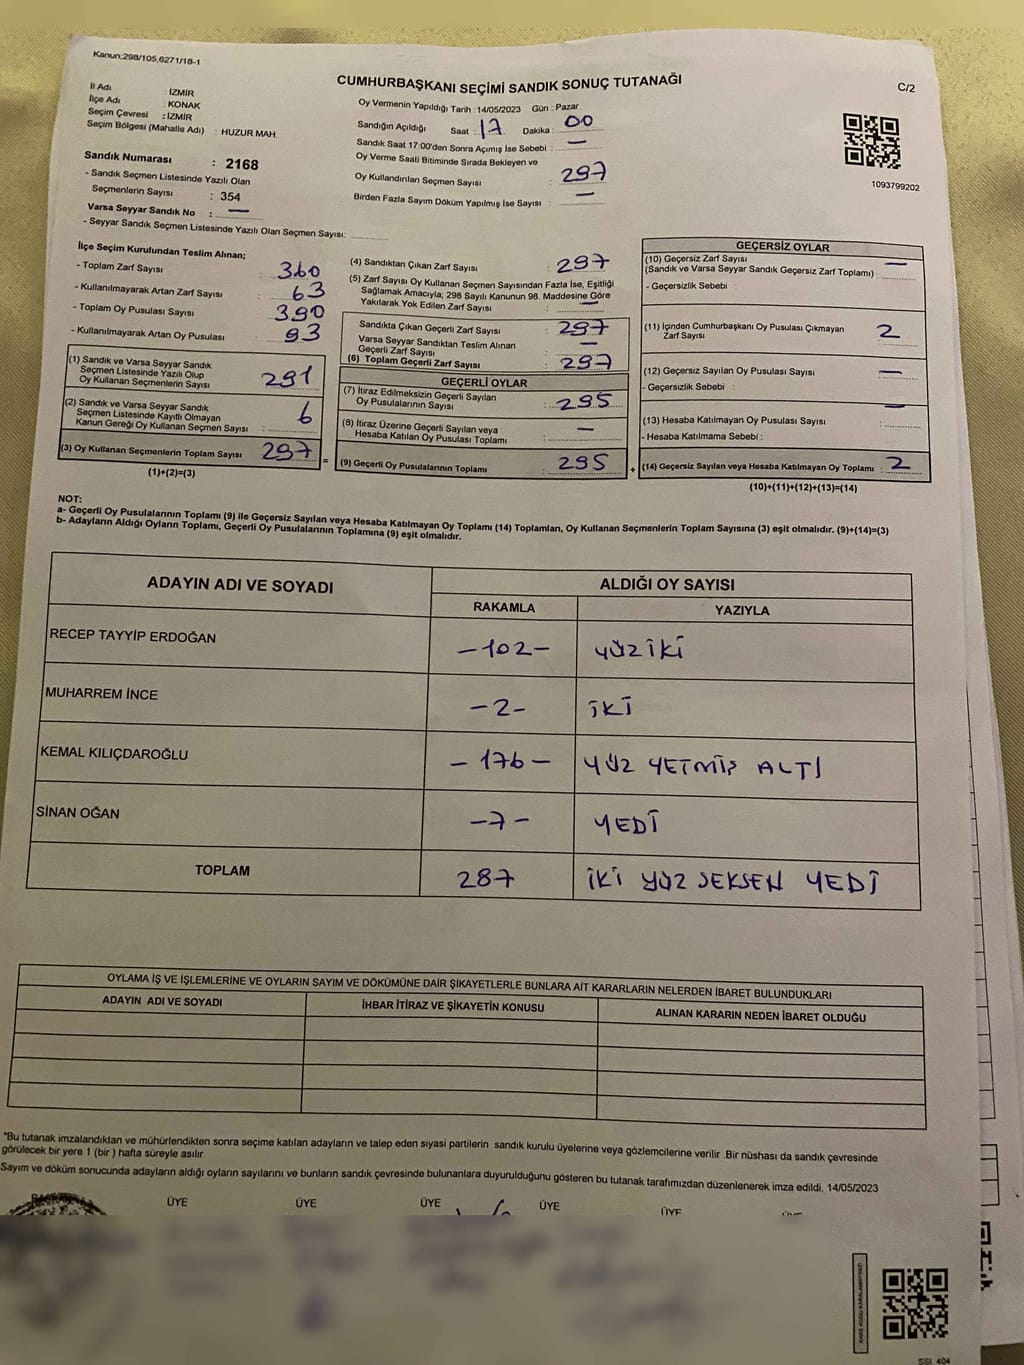 Kanun:298/105,6271/18-1
CUMHURBAŞKANI SEÇİMİ SANDIK SONUÇ TUTANAĞI
C/2
İl Adı : İZMİR
İlçe Adı : KONAK
Seçim Çevresi : İZMİR
Seçim Bölgesi (Mahalle Adı) : HUZUR MAH.
Sandık Numarası : 2168
- Sandık Seçmen Listesinde Yazılı Olan
Seçmenlerin Sayısı : 354
Varsa Seyyar Sandık No : —
- Seyyar Sandık Seçmen Listesinde Yazılı Olan Seçmen Sayısı:
Oy Vermenin Yapıldığı Tarih : 14/05/2023 Gün : Pazar
Sandığın Açıldığı Saat : 17 Dakika : 00
Sandık Saat 17:00'den Sonra Açımış İse Sebebi : —
Oy Verme Saati Bitiminde Sırada Bekleyen ve
Oy Kullandırılan Seçmen Sayısı : 297
Birden Fazla Sayım Döküm Yapılmış İse Sayısı : —
1093799202
İlçe Seçim Kurulundan Teslim Alınan;
- Toplam Zarf Sayısı : 360
- Kullanılmayarak Artan Zarf Sayısı : 63
- Toplam Oy Pusulası Sayısı : 390
- Kullanılmayarak Artan Oy Pusulası : 93
(1) Sandık ve Varsa Seyyar Sandık
Seçmen Listesinde Yazılı Olup
Oy Kullanan Seçmenlerin Sayısı : 291
(2) Sandık ve Varsa Seyyar Sandık
Seçmen Listesinde Kayıtlı Olmayan
Kanun Gereği Oy Kullanan Seçmen Sayısı : 6
(3) Oy Kullanan Seçmenlerin Toplam Sayısı : 297
(1)+(2)=(3)
(4) Sandıktan Çıkan Zarf Sayısı : 297
(5) Zarf Sayısı Oy Kullanan Seçmen Sayısından Fazla İse, Eşitliği
Sağlamak Amacıyla; 298 Sayılı Kanunun 98. Maddesine Göre
Yakılarak Yok Edilen Zarf Sayısı : —
Sandıkta Çıkan Geçerli Zarf Sayısı : 297
Varsa Seyyar Sandıktan Teslim Alınan
Geçerli Zarf Sayısı : —
(6) Toplam Geçerli Zarf Sayısı : 297
GEÇERLİ OYLAR
(7) İtiraz Edilmeksizin Geçerli Sayılan
Oy Pusulalarının Sayısı : 295
(8) İtiraz Üzerine Geçerli Sayılan veya
Hesaba Katılan Oy Pusulası Toplamı : —
= (9) Geçerli Oy Pusulalarının Toplamı : 295
GEÇERSİZ OYLAR
(10) Geçersiz Zarf Sayısı : —
(Sandık ve Varsa Seyyar Sandık Geçersiz Zarf Toplamı)
- Geçersizlik Sebebi :
(11) İçinden Cumhurbaşkanı Oy Pusulası Çıkmayan
Zarf Sayısı : 2
(12) Geçersiz Sayılan Oy Pusulası Sayısı : —
- Geçersizlik Sebebi :
(13) Hesaba Katılmayan Oy Pusulası Sayısı : —
- Hesaba Katılmama Sebebi :
+ (14) Geçersiz Sayılan veya Hesaba Katılmayan Oy Toplamı : 2
(10)+(11)+(12)+(13)=(14)
NOT:
a- Geçerli Oy Pusulalarının Toplamı (9) ile Geçersiz Sayılan veya Hesaba Katılmayan Oy Toplamı (14) Toplamları, Oy Kullanan Seçmenlerin Toplam Sayısına (3) eşit olmalıdır. (9)+(14)=(3)
b- Adayların Aldığı Oyların Toplamı, Geçerli Oy Pusulalarının Toplamına (9) eşit olmalıdır.
ADAYIN ADI VE SOYADI
ALDIĞI OY SAYISI
RAKAMLA YAZIYLA
RECEP TAYYİP ERDOĞAN -102- yüz iki
MUHARREM İNCE -2- iki
KEMAL KILIÇDAROĞLU -176- YÜZ YETMİŞ ALTI
SİNAN OĞAN -7- YEDİ
TOPLAM 287 İKİ YÜZ SEKSEN YEDİ
OYLAMA İŞ VE İŞLEMLERİNE VE OYLARIN SAYIM VE DÖKÜMÜNE DAİR ŞİKAYETLERLE BUNLARA AİT KARARLARIN NELERDEN İBARET BULUNDUKLARI
ADAYIN ADI VE SOYADI İHBAR İTİRAZ VE ŞİKAYETİN KONUSU ALINAN KARARIN NEDEN İBARET OLDUĞU
*Bu tutanak imzalandıktan ve mühürlendikten sonra seçime katılan adayların ve talep eden siyasi partilerin sandık kurulu üyelerine veya gözlemcilerine verilir .Bir nüshası da sandık çevresinde
görülecek bir yere 1 (bir ) hafta süreyle asılır.
Sayım ve döküm sonucunda adayların aldığı oyların sayılarını ve bunların sandık çevresinde bulunanlara duyurulduğunu gösteren bu tutanak tarafımızdan düzenlenerek imza edildi. 14/05/2023
ÜYE ÜYE ÜYE ÜYE ÜYE
SSI 404